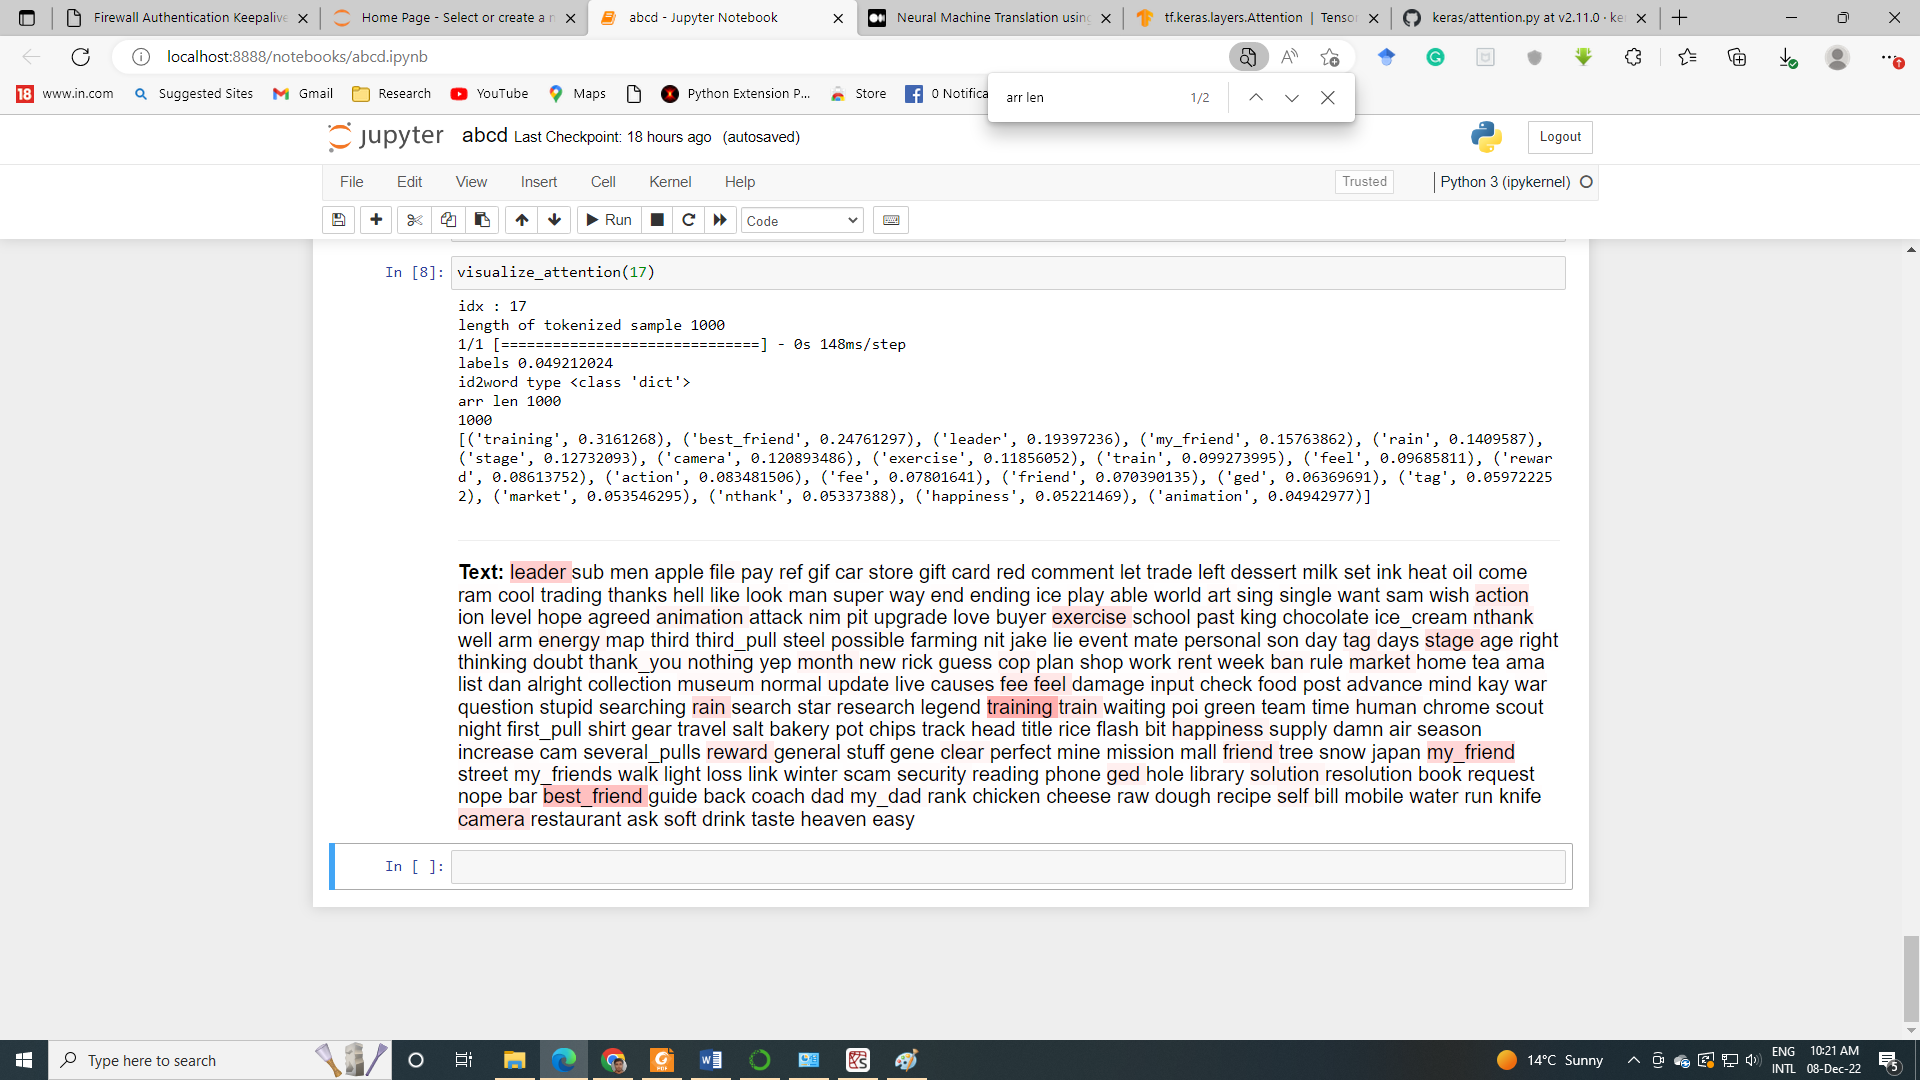 Firewall Authentication Keepalive
Home Page - Select or create a n
abcd - Jupyter Notebook
Neural Machine Translation using
tf.keras.layers.Attention | Tensor
keras/attention.py at v2.11.0 · ke
localhost:8888/notebooks/abcd.ipynb
18 www.in.com
Suggested Sites
Gmail
Research
YouTube
Maps
Python Extension P...
Store
0 Notifica
arr len
1/2
jupyter abcd Last Checkpoint: 18 hours ago (autosaved)
Logout
File Edit View Insert Cell Kernel Help
Trusted
Python 3 (ipykernel)
Run
Code
In [8]: visualize_attention(17)
idx : 17
length of tokenized sample 1000
1/1 [==============================] - 0s 148ms/step
labels 0.049212024
id2word type <class 'dict'>
arr len 1000
1000
[('training', 0.3161268), ('best_friend', 0.24761297), ('leader', 0.19397236), ('my_friend', 0.15763862), ('rain', 0.1409587),
('stage', 0.12732093), ('camera', 0.120893486), ('exercise', 0.11856052), ('train', 0.099273995), ('feel', 0.09685811), ('rewar
d', 0.08613752), ('action', 0.083481506), ('fee', 0.07801641), ('friend', 0.070390135), ('ged', 0.06369691), ('tag', 0.05972225
2), ('market', 0.053546295), ('nthank', 0.05337388), ('happiness', 0.05221469), ('animation', 0.04942977)]
Text: leader sub men apple file pay ref gif car store gift card red comment let trade left dessert milk set ink heat oil come
ram cool trading thanks hell like look man super way end ending ice play able world art sing single want sam wish action
ion level hope agreed animation attack nim pit upgrade love buyer exercise school past king chocolate ice_cream nthank
well arm energy map third third_pull steel possible farming nit jake lie event mate personal son day tag days stage age right
thinking doubt thank_you nothing yep month new rick guess cop plan shop work rent week ban rule market home tea ama
list dan alright collection museum normal update live causes fee feel damage input check food post advance mind kay war
question stupid searching rain search star research legend training train waiting poi green team time human chrome scout
night first_pull shirt gear travel salt bakery pot chips track head title rice flash bit happiness supply damn air season
increase cam several_pulls reward general stuff gene clear perfect mine mission mall friend tree snow japan my_friend
street my_friends walk light loss link winter scam security reading phone ged hole library solution resolution book request
nope bar best_friend guide back coach dad my_dad rank chicken cheese raw dough recipe self bill mobile water run knife
camera restaurant ask soft drink taste heaven easy
In [ ]:
Type here to search
14°C Sunny
ENG
INTL
10:21 AM
08-Dec-22
5